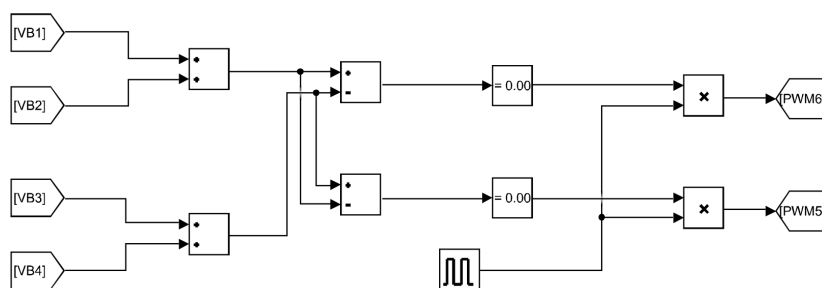 [VB1]
[VB2]
[VB3]
[VB4]
+
+
+
+
+
-
+
-
= 0.00
= 0.00
×
×
[PWM6
[PWM5